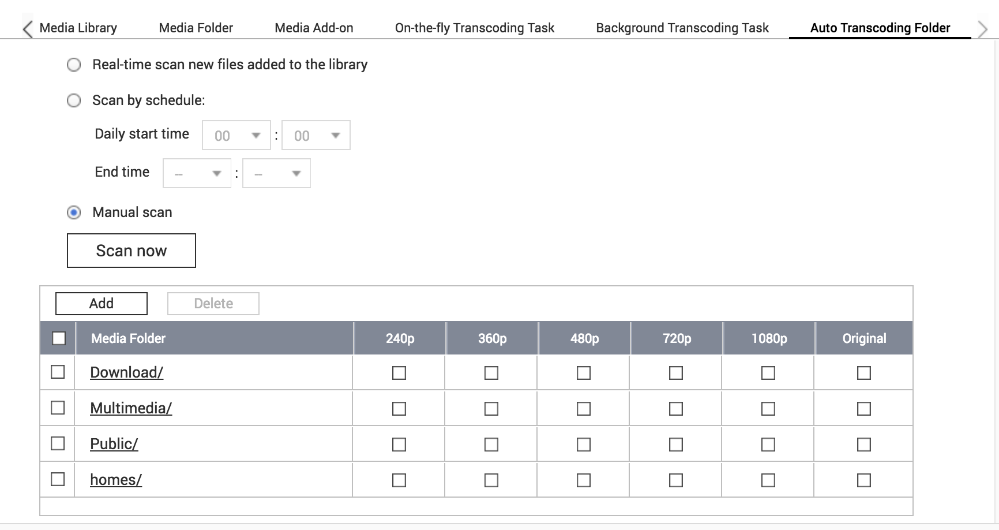 Media Library Media Folder Media Add-on On-the-fly Transcoding Task Background Transcoding Task Auto Transcoding Folder
Real-time scan new files added to the library
Scan by schedule:
Daily start time 00 : 00
End time -- : --
Manual scan
Scan now
Add Delete
Media Folder 240p 360p 480p 720p 1080p Original
Download/
Multimedia/
Public/
homes/